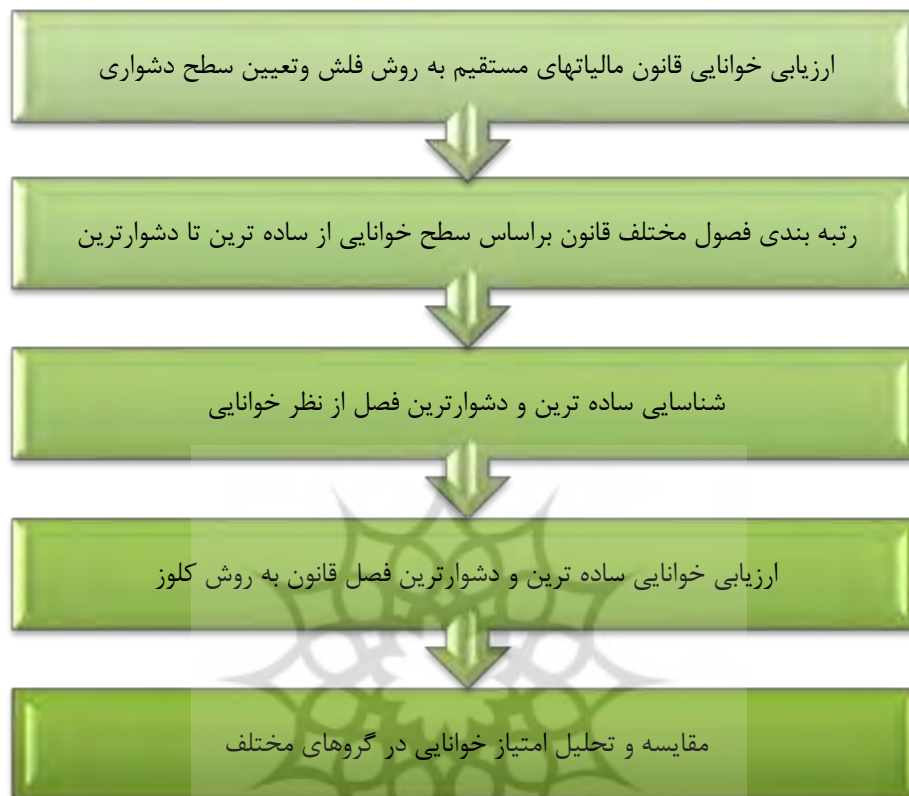 ارزیابی خوانایی قانون مالیاتهای مستقیم به روش فلش وتعیین سطح دشواری
رتبه بندی فصول مختلف قانون براساس سطح خوانایی از ساده ترین تا دشوارترین
شناسایی ساده ترین و دشوارترین فصل از نظر خوانایی
ارزیابی خوانایی ساده ترین و دشوارترین فصل قانون به روش کلوز
مقایسه و تحلیل امتیاز خوانایی در گروهای مختلف